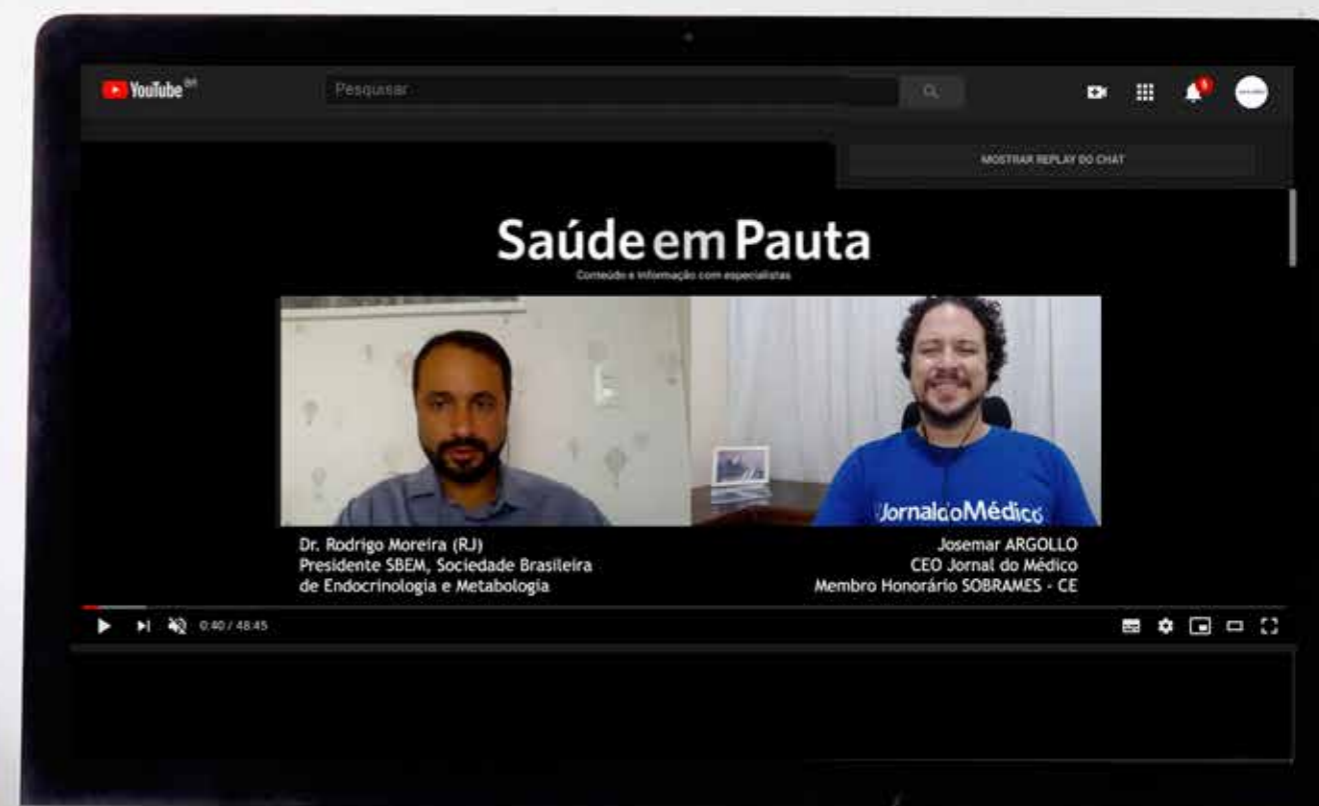 YouTube BR
Pesquisar
5
MOSTRAR REPLAY DO CHAT
Saúde em Pauta
Conteúdo e Informação com especialistas
JornaldoMédico
Dr. Rodrigo Moreira (RJ)
Presidente SBEM, Sociedade Brasileira
de Endocrinologia e Metabologia
Josemar ARGOLLO
CEO Jornal do Médico
Membro Honorário SOBRAMES - CE
0:40 / 48:45